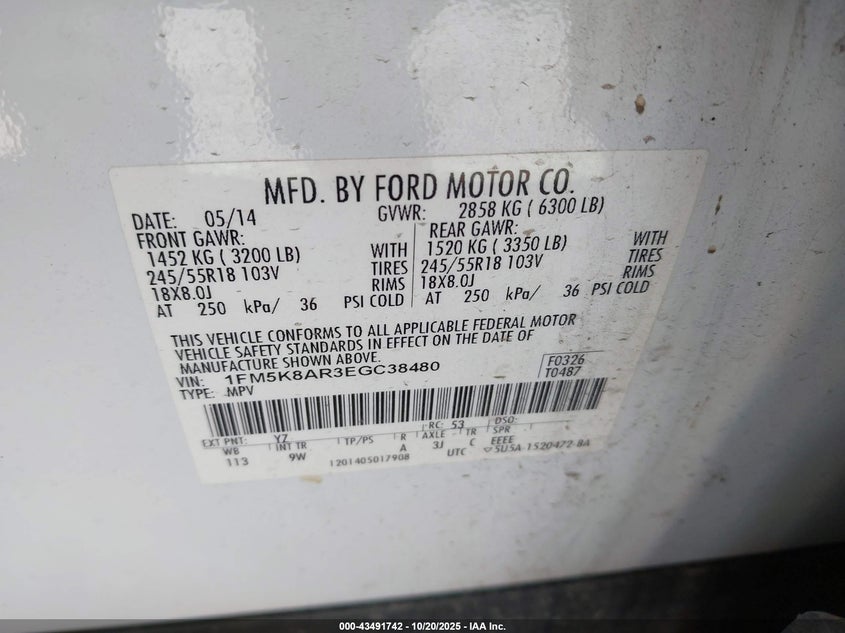 MFD. BY FORD MOTOR CO.
DATE: 05/14 GVWR: 2858 KG ( 6300 LB)
FRONT GAWR: REAR GAWR:
1452 KG ( 3200 LB) WITH 1520 KG ( 3350 LB) WITH
245/55R18 103V TIRES 245/55R18 103V TIRES
18X8.0J RIMS 18X8.0J RIMS
AT 250 kPa/ 36 PSI COLD AT 250 kPa/ 36 PSI COLD
THIS VEHICLE CONFORMS TO ALL APPLICABLE FEDERAL MOTOR
VEHICLE SAFETY STANDARDS IN EFFECT ON THE DATE OF
MANUFACTURE SHOWN ABOVE.
VIN: 1FM5K8AR3EGC38480 F0326
TYPE: MPV T0487
RC: 53 DSO:
EXT PNT: YZ
WB INT TR TP/PS R AXLE TR SPR
113 9W A 3J C EEEE
1201405017908 UTC ▽5U5A-1520472-BA
000-43491742 | 10/20/2025 | IAA Inc.